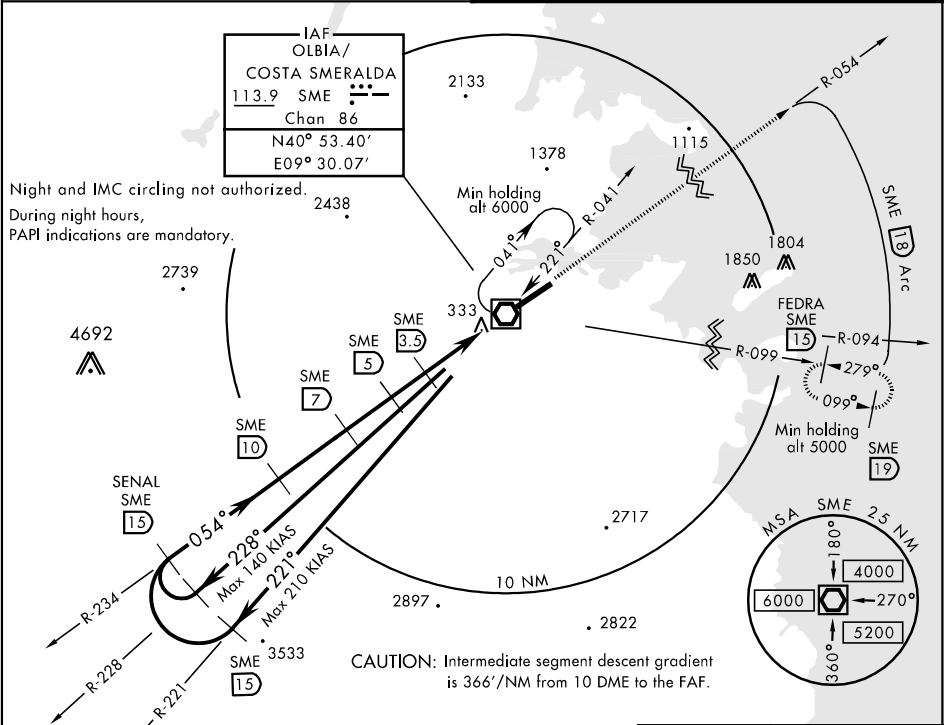 IAF
OLBIA/
COSTA SMERALDA
113.9 SME
Chan 86
N40° 53.40'
E09° 30.07'
2133
R-054
1115
1378
Min holding
alt 6000
R-041
041°
221°
Night and IMC circling not authorized.
During night hours,
PAPI indications are mandatory.
2438
2739
4692
SME 18 Arc
1804
1850
333
FEDRA
SME
15
R-094
R-099
279°
099°
Min holding
alt 5000
SME
19
SME
3.5
SME
5
SME
7
SME
10
SENAL
SME
15
054°
228°
Max 140 KIAS
221°
Max 210 KIAS
R-234
R-228
R-221
SME
15
3533
2717
10 NM
2897
2822
CAUTION: Intermediate segment descent gradient
is 366'/NM from 10 DME to the FAF.
MSA SME 25 NM
180°
4000
6000
270°
5200
360°